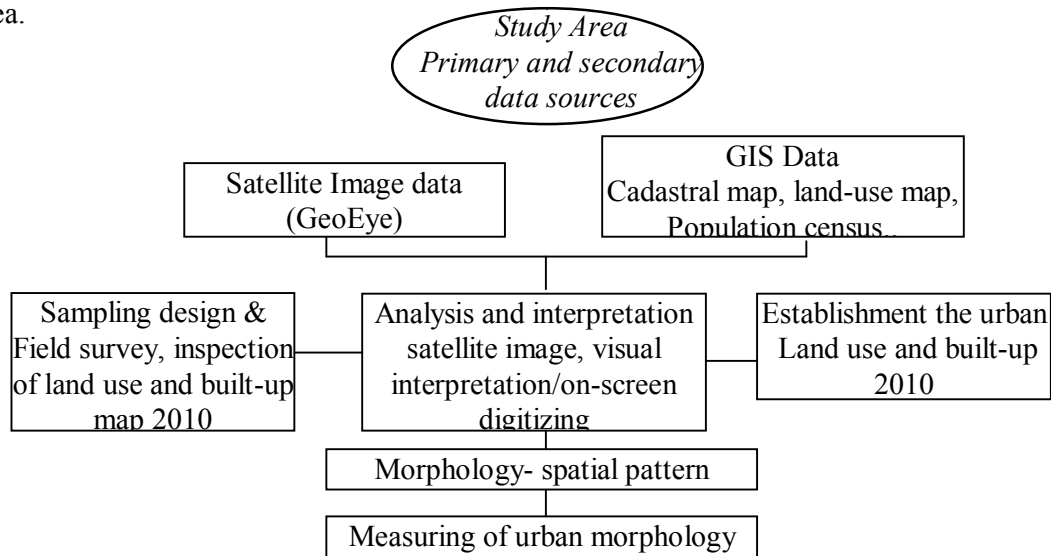 ea.
Study Area
Primary and secondary
data sources
Satellite Image data
(GeoEye)
GIS Data
Cadastral map, land-use map,
Population census..
Sampling design &
Field survey, inspection
of land use and built-up
map 2010
Analysis and interpretation
satellite image, visual
interpretation/on-screen
digitizing
Establishment the urban
Land use and built-up
2010
Morphology- spatial pattern
Measuring of urban morphology